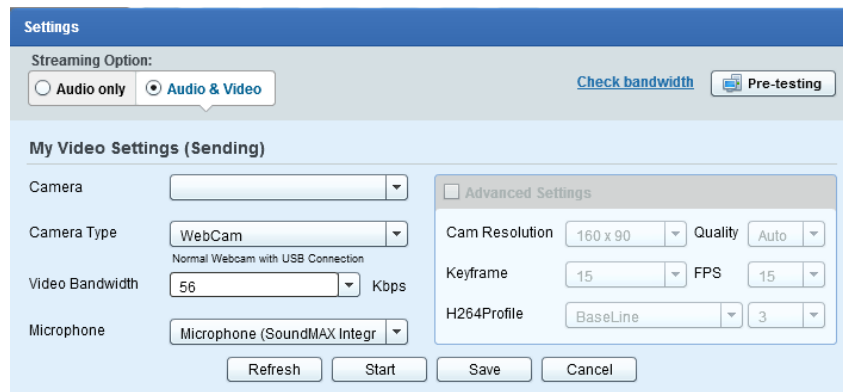 Settings
Streaming Option:
Audio only Audio & Video Check bandwidth Pre-testing
My Video Settings (Sending)
Camera Advanced Settings
Camera Type WebCam Cam Resolution 160 x 90 Quality Auto
Normal Webcam with USB Connection
Video Bandwidth 56 Kbps Keyframe 15 FPS 15
Microphone Microphone (SoundMAX Integr H264Profile BaseLine 3
Refresh Start Save Cancel